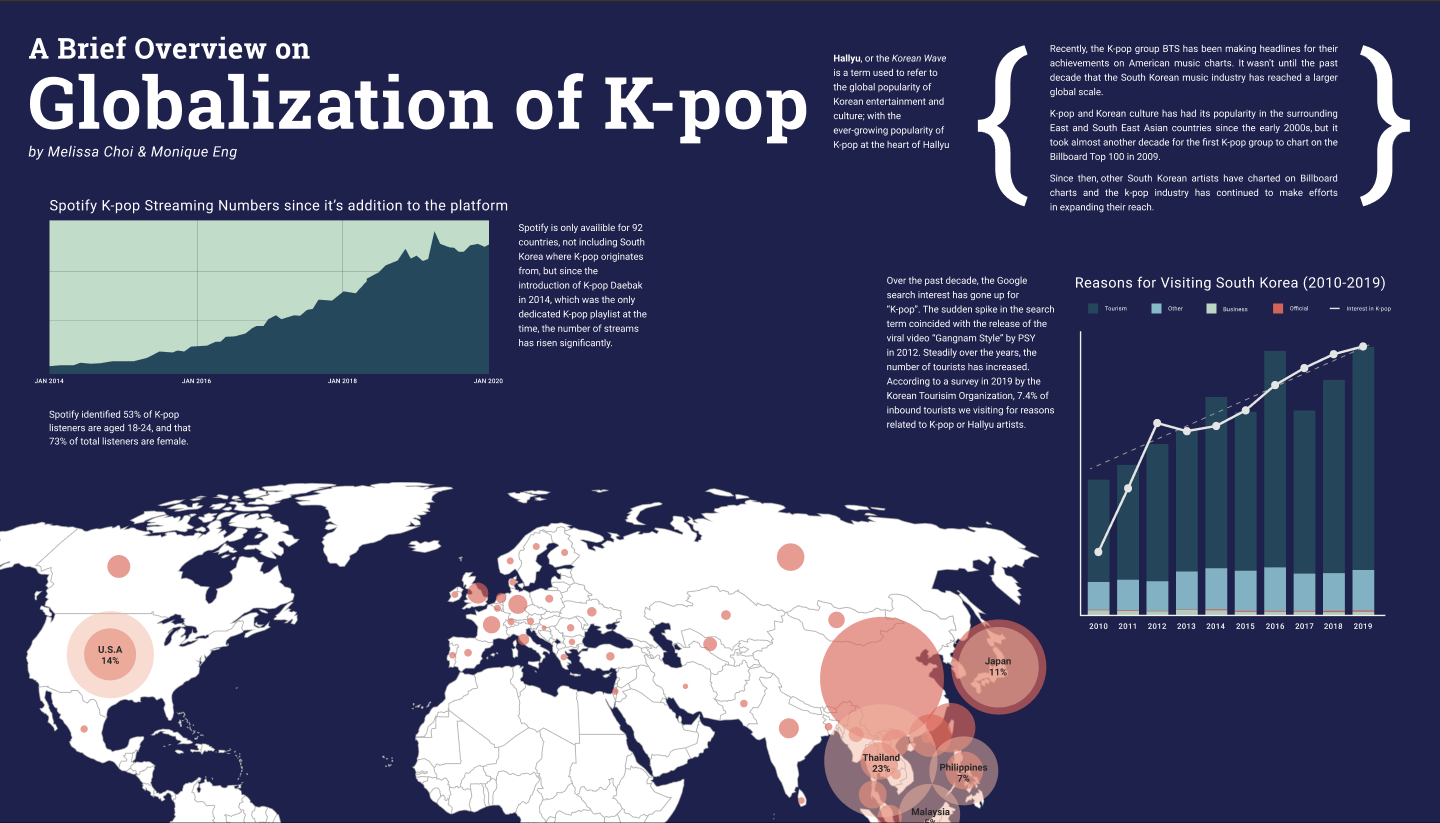 A Brief Overview on
Globalization of K-pop
by Melissa Choi & Monique Eng
Hallyu, or the Korean Wave
is a term used to refer to
the global popularity of
Korean entertainment and
culture; with the
ever-growing popularity of
K-pop at the heart of Hallyu
Recently, the K-pop group BTS has been making headlines for their
achievements on American music charts. It wasn't until the past
decade that the South Korean music industry has reached a larger
global scale.
K-pop and Korean culture has had its popularity in the surrounding
East and South East Asian countries since the early 2000s, but it
took almost another decade for the first K-pop group to chart on the
Billboard Top 100 in 2009.
Since then, other South Korean artists have charted on Billboard
charts and the k-pop industry has continued to make efforts
in expanding their reach.
Spotify K-pop Streaming Numbers since it's addition to the platform
JAN 2014
JAN 2016
JAN 2018
JAN 2020
Spotify is only availible for 92
countries, not including South
Korea where K-pop originates
from, but since the
introduction of K-pop Daebak
in 2014, which was the only
dedicated K-pop playlist at the
time, the number of streams
has risen significantly.
Spotify identified 53% of K-pop
listeners are aged 18-24, and that
73% of total listeners are female.
Over the past decade, the Google
search interest has gone up for
"K-pop". The sudden spike in the search
term coincided with the release of the
viral video "Gangnam Style" by PSY
in 2012. Steadily over the years, the
number of tourists has increased.
According to a survey in 2019 by the
Korean Tourisim Organization, 7.4% of
inbound tourists we visiting for reasons
related to K-pop or Hallyu artists.
Reasons for Visiting South Korea (2010-2019)
Tourism
Other
Business
Official
Interest in K-pop
2010
2011
2012
2013
2014
2015
2016
2017
2018
2019
U.S.A
14%
Japan
11%
Thailand
23%
Philippines
7%
Malaysia